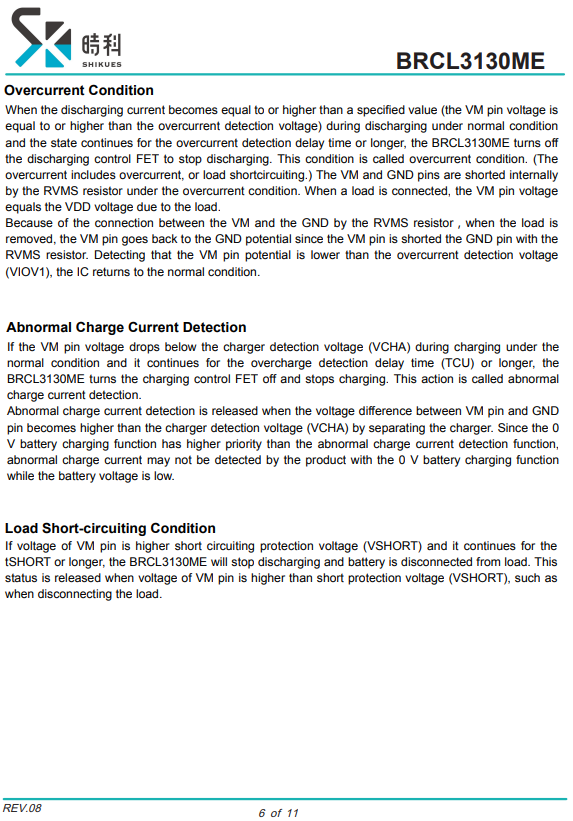 時科
SHIKUES
BRCL3130ME
Overcurrent Condition
When the discharging current becomes equal to or higher than a specified value (the VM pin voltage is
equal to or higher than the overcurrent detection voltage) during discharging under normal condition
and the state continues for the overcurrent detection delay time or longer, the BRCL3130ME turns off
the discharging control FET to stop discharging. This condition is called overcurrent condition. (The
overcurrent includes overcurrent, or load shortcircuiting.) The VM and GND pins are shorted internally
by the RVMS resistor under the overcurrent condition. When a load is connected, the VM pin voltage
equals the VDD voltage due to the load.
Because of the connection between the VM and the GND by the RVMS resistor , when the load is
removed, the VM pin goes back to the GND potential since the VM pin is shorted the GND pin with the
RVMS resistor. Detecting that the VM pin potential is lower than the overcurrent detection voltage
(VIOV1), the IC returns to the normal condition.
Abnormal Charge Current Detection
If the VM pin voltage drops below the charger detection voltage (VCHA) during charging under the
normal condition and it continues for the overcharge detection delay time (TCU) or longer, the
BRCL3130ME turns the charging control FET off and stops charging. This action is called abnormal
charge current detection.
Abnormal charge current detection is released when the voltage difference between VM pin and GND
pin becomes higher than the charger detection voltage (VCHA) by separating the charger. Since the 0
V battery charging function has higher priority than the abnormal charge current detection function,
abnormal charge current may not be detected by the product with the 0 V battery charging function
while the battery voltage is low.
Load Short-circuiting Condition
If voltage of VM pin is higher short circuiting protection voltage (VSHORT) and it continues for the
tSHORT or longer, the BRCL3130ME will stop discharging and battery is disconnected from load. This
status is released when voltage of VM pin is higher than short protection voltage (VSHORT), such as
when disconnecting the load.
REV.08
6 of 11